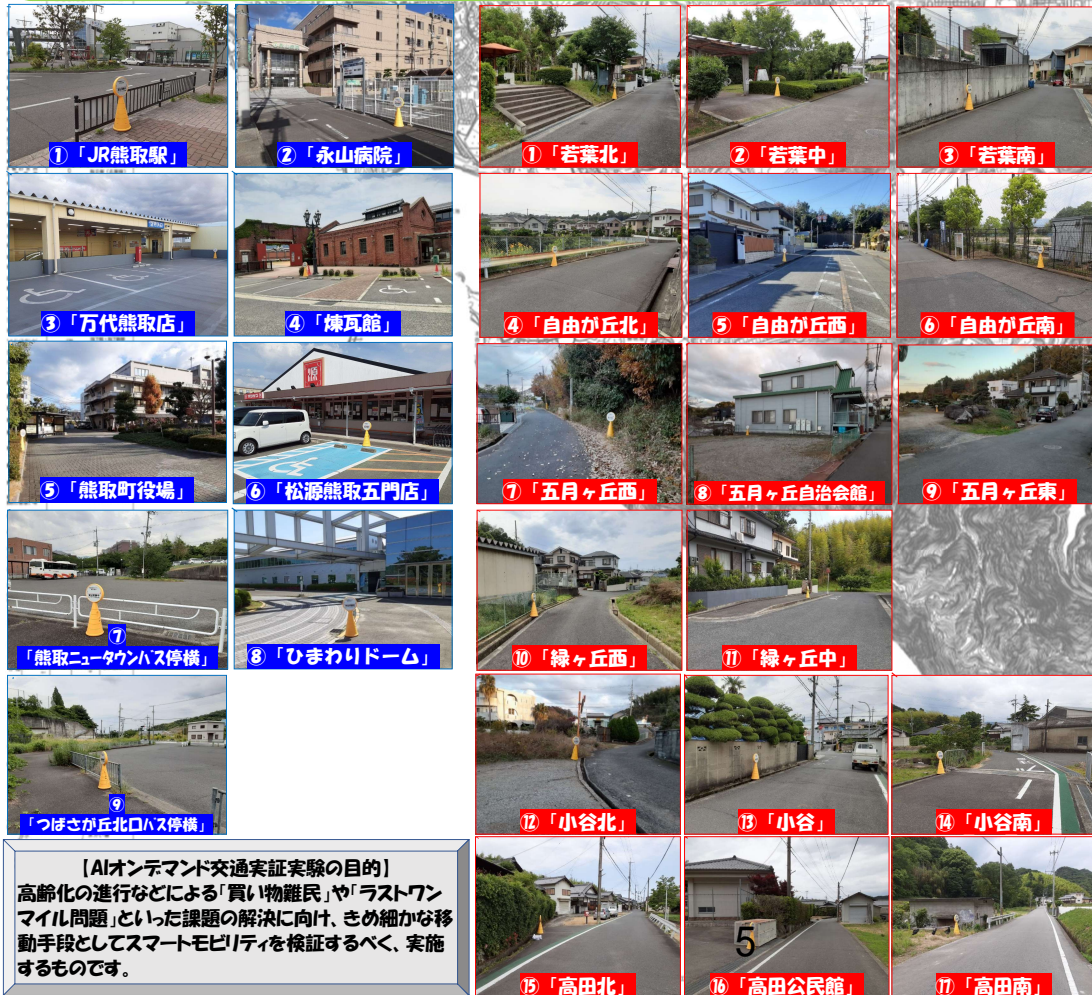 ①「JR熊取駅」
②「永山病院」
③「万代熊取店」
④「煉瓦館」
⑤「熊取町役場」
⑥「松源熊取五門店」
⑦
「熊取ニュータウンバス停横」
⑧「ひまわりドーム」
⑨
「つばさが丘北口バス停横」
【AIオンデマンド交通実証実験の目的】
高齢化の進行などによる「買い物難民」や「ラストワン
マイル問題」といった課題の解決に向け、きめ細かな移
動手段としてスマートモビリティを検証するべく、実施
するものです。
①「若葉北」
②「若葉中」
③「若葉南」
④「自由が丘北」
⑤「自由が丘西」
⑥「自由が丘南」
⑦「五月ヶ丘西」
⑧「五月ヶ丘自治会館」
⑨「五月ヶ丘東」
⑩「緑ヶ丘西」
⑪「緑ヶ丘中」
⑫「小谷北」
⑬「小谷」
⑭「小谷南」
⑮「高田北」
5
⑯「高田公民館」
⑰「高田南」